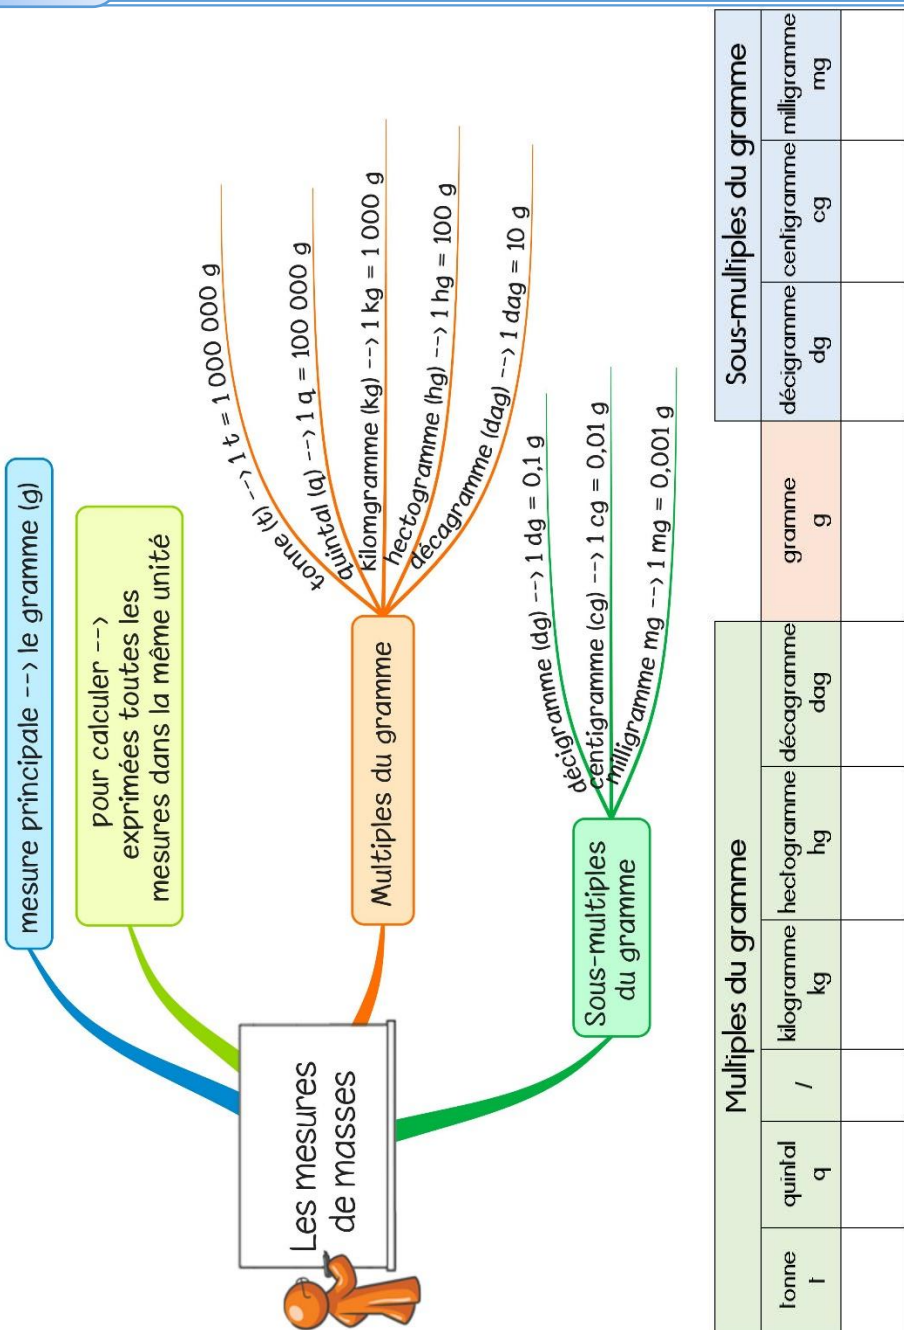 Les mesures
de masses
mesure principale --> le gramme (g)
pour calculer -->
exprimées toutes les
mesures dans la même unité
Multiples du gramme
tonne (t) --> 1 t = 1 000 000 g
quintal (q) --> 1 q = 100 000 g
kilomgramme (kg) --> 1 kg = 1 000 g
hectogramme (hg) --> 1 hg = 100 g
décagramme (dag) --> 1 dag = 10 g
Sous-multiples
du gramme
décigramme (dg) --> 1 dg = 0,1 g
centigramme (cg) --> 1 cg = 0,01 g
milligramme mg --> 1 mg = 0,001 g
Multiples du gramme
Sous-multiples du gramme
tonne
t
quintal
q
/
kilogramme
kg
hectogramme
hg
décagramme
dag
gramme
g
décigramme
dg
centigramme
cg
milligramme
mg